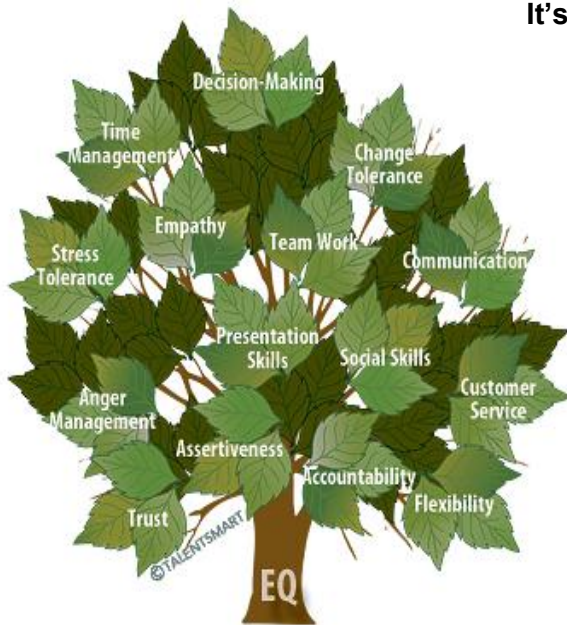 It's
Decision-Making
Time
Management
Change
Tolerance
Empathy
Team Work
Stress
Tolerance
Communication
Presentation
Skills
Social Skills
Anger
Management
Customer
Service
Assertiveness
Accountability
Flexibility
Trust
©TALENTSMART
EQ